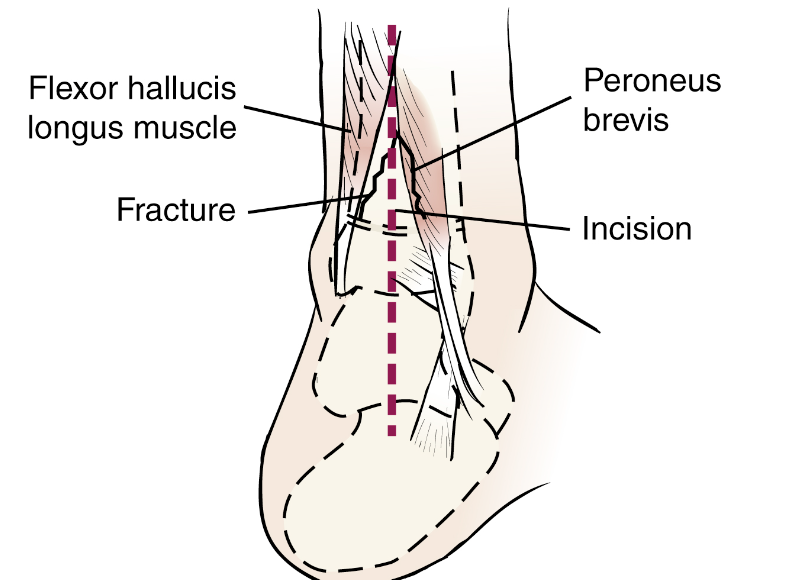 Flexor hallucis
longus muscle
Peroneus
brevis
Fracture
Incision